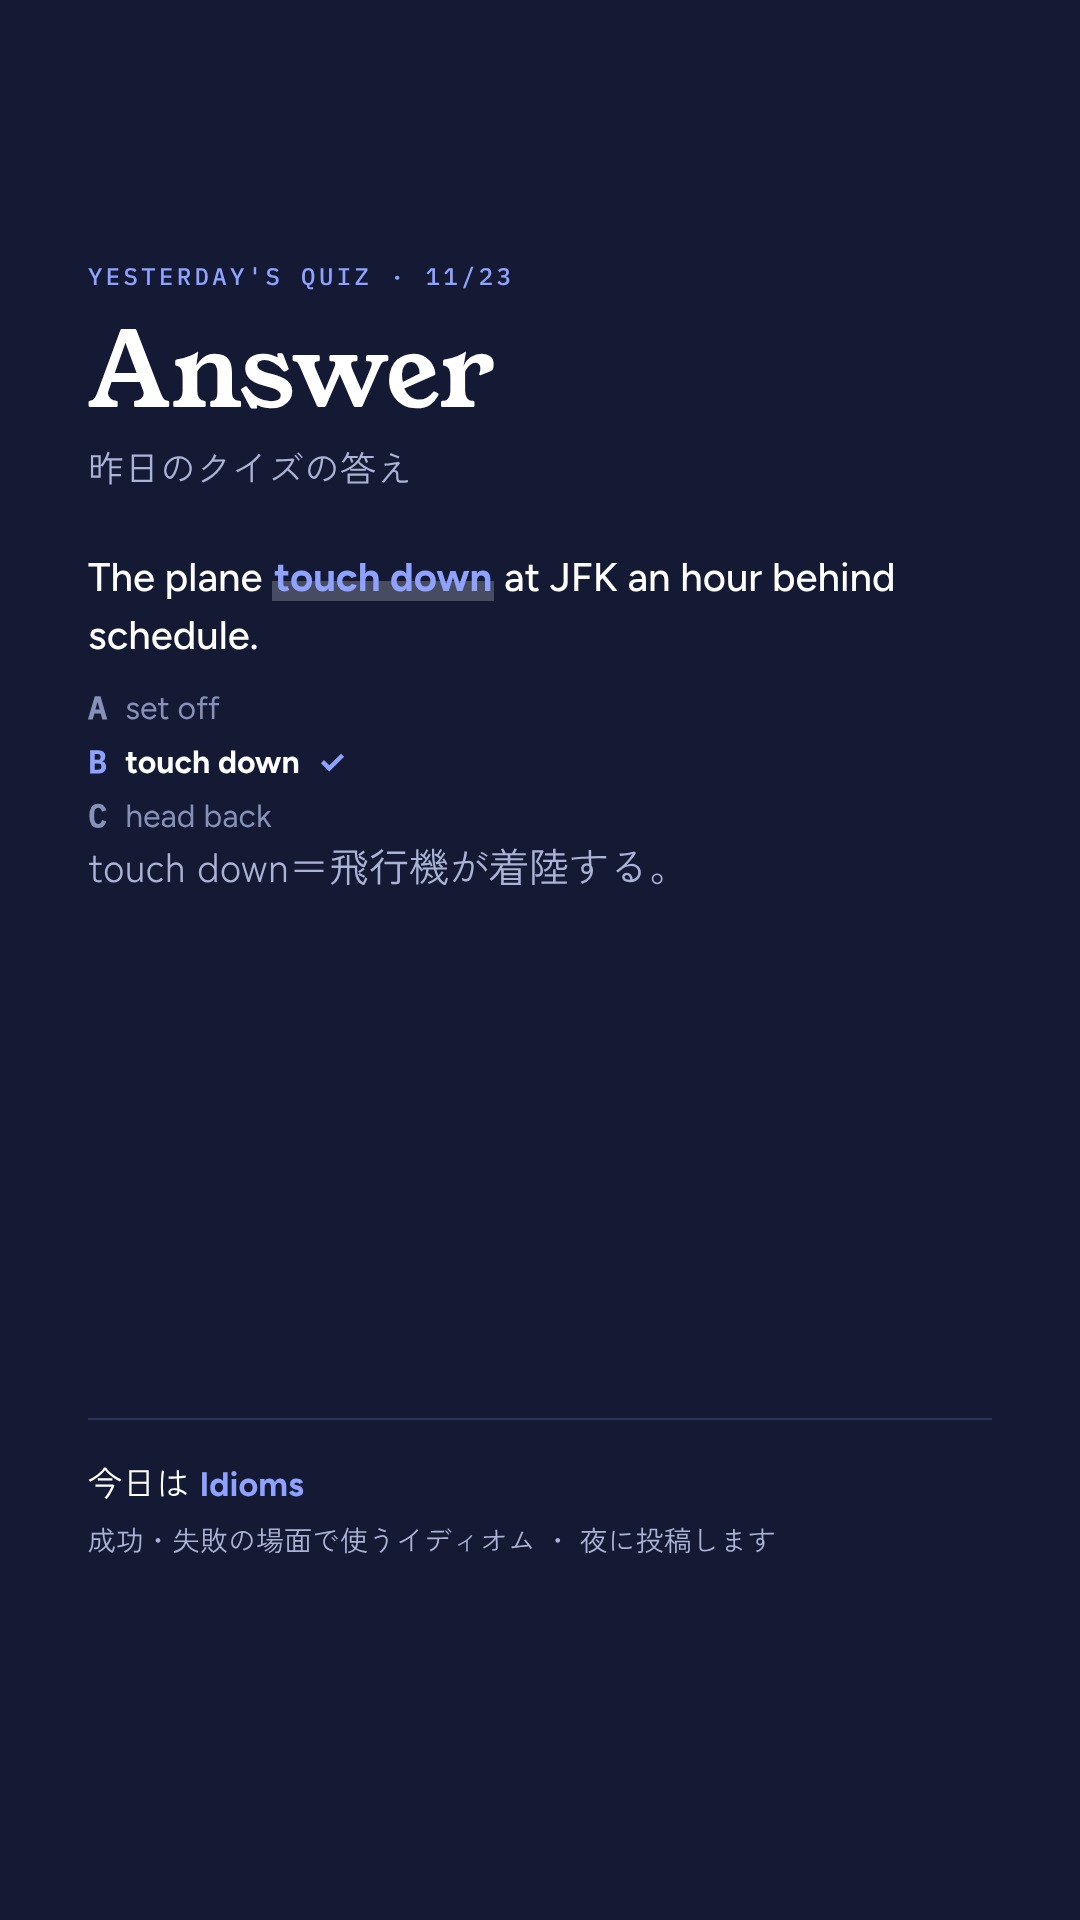 YESTERDAY'S QUIZ · 11/23
Answer
昨日のクイズの答え
The plane touch down at JFK an hour behind
schedule.
A set off
B touch down ✓
C head back
touch down＝飛行機が着陸する。
今日は Idioms
成功・失敗の場面で使うイディオム ・ 夜に投稿します